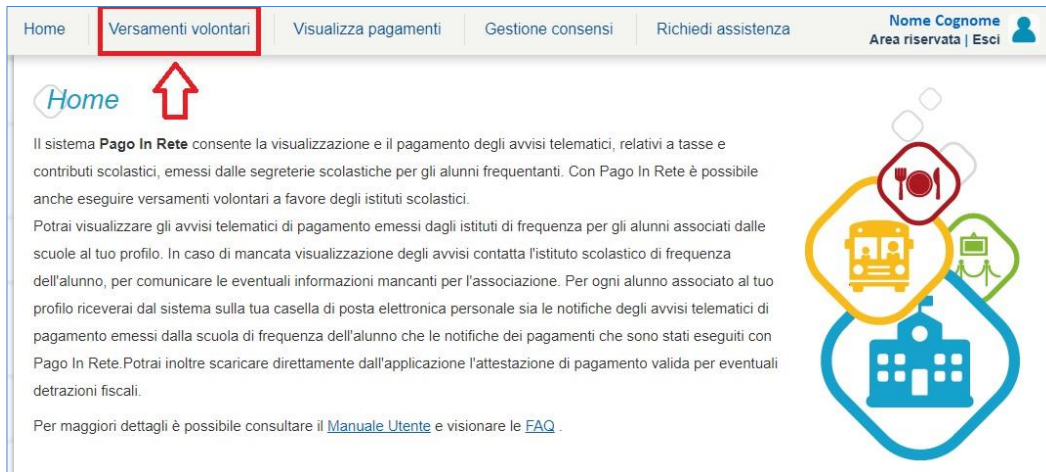 Home Versamenti volontari Visualizza pagamenti Gestione consensi Richiedi assistenza Nome Cognome
Area riservata | Esci
Home
Il sistema Pago In Rete consente la visualizzazione e il pagamento degli avvisi telematici, relativi a tasse e
contributi scolastici, emessi dalle segreterie scolastiche per gli alunni frequentanti. Con Pago In Rete è possibile
anche eseguire versamenti volontari a favore degli istituti scolastici.
Potrai visualizzare gli avvisi telematici di pagamento emessi dagli istituti di frequenza per gli alunni associati dalle
scuole al tuo profilo. In caso di mancata visualizzazione degli avvisi contatta l'istituto scolastico di frequenza
dell'alunno, per comunicare le eventuali informazioni mancanti per l'associazione. Per ogni alunno associato al tuo
profilo riceverai dal sistema sulla tua casella di posta elettronica personale sia le notifiche degli avvisi telematici di
pagamento emessi dalla scuola di frequenza dell'alunno che le notifiche dei pagamenti che sono stati eseguiti con
Pago In Rete.Potrai inoltre scaricare direttamente dall'applicazione l'attestazione di pagamento valida per eventuali
detrazioni fiscali.
Per maggiori dettagli è possibile consultare il Manuale Utente e visionare le FAQ .